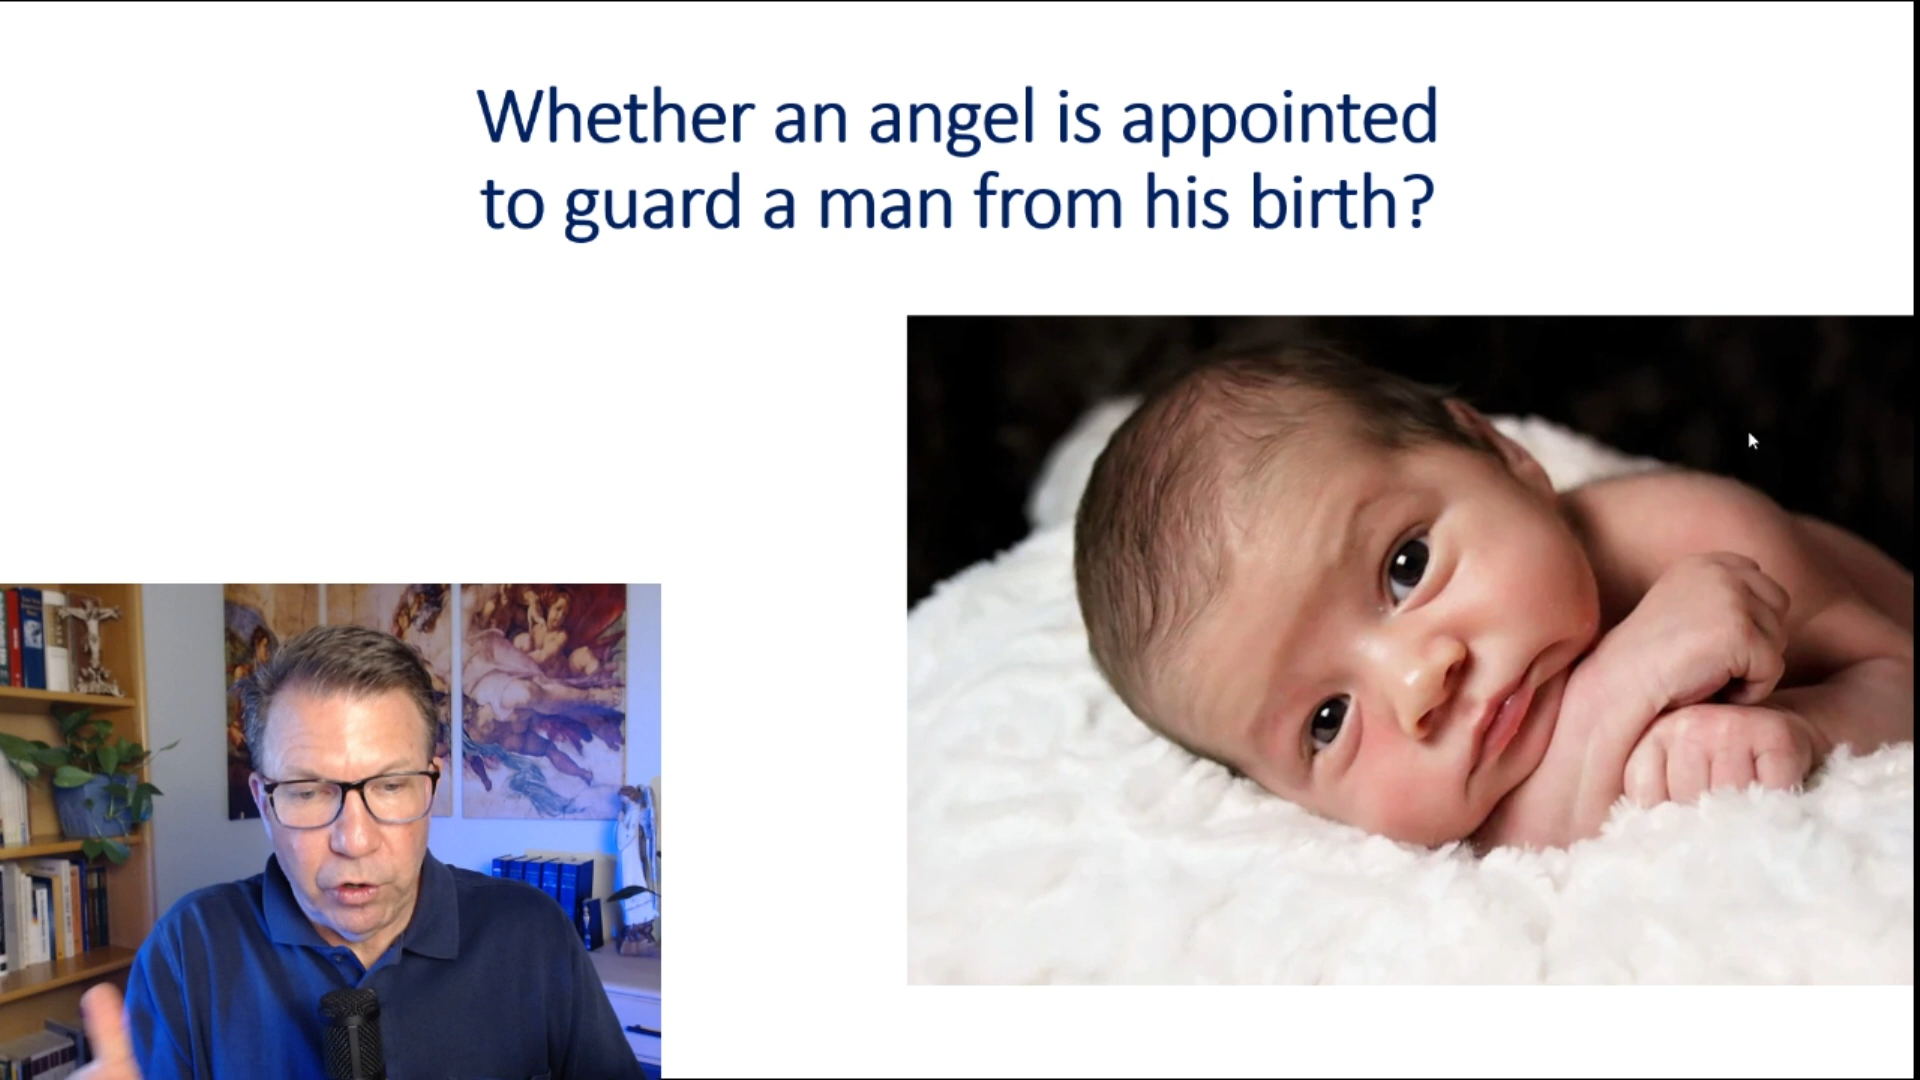 Whether an angel is appointed
to guard a man from his birth?